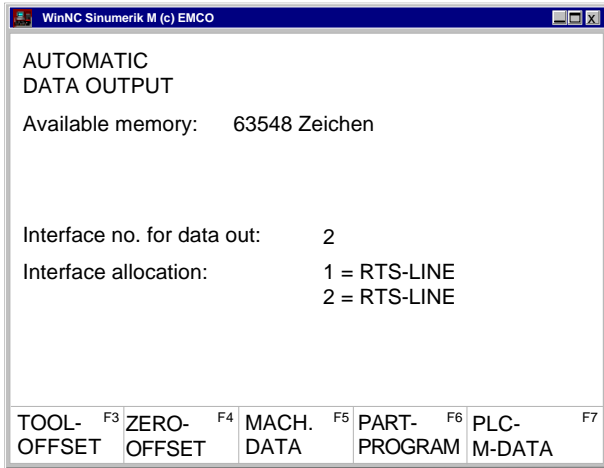 WinNC Sinumerik M (c) EMCO
AUTOMATIC
DATA OUTPUT
Available memory: 63548 Zeichen
Interface no. for data out: 2
Interface allocation: 1 = RTS-LINE
2 = RTS-LINE
TOOL- F3 ZERO- F4 MACH. F5 PART- F6 PLC- F7
OFFSET OFFSET DATA PROGRAM M-DATA